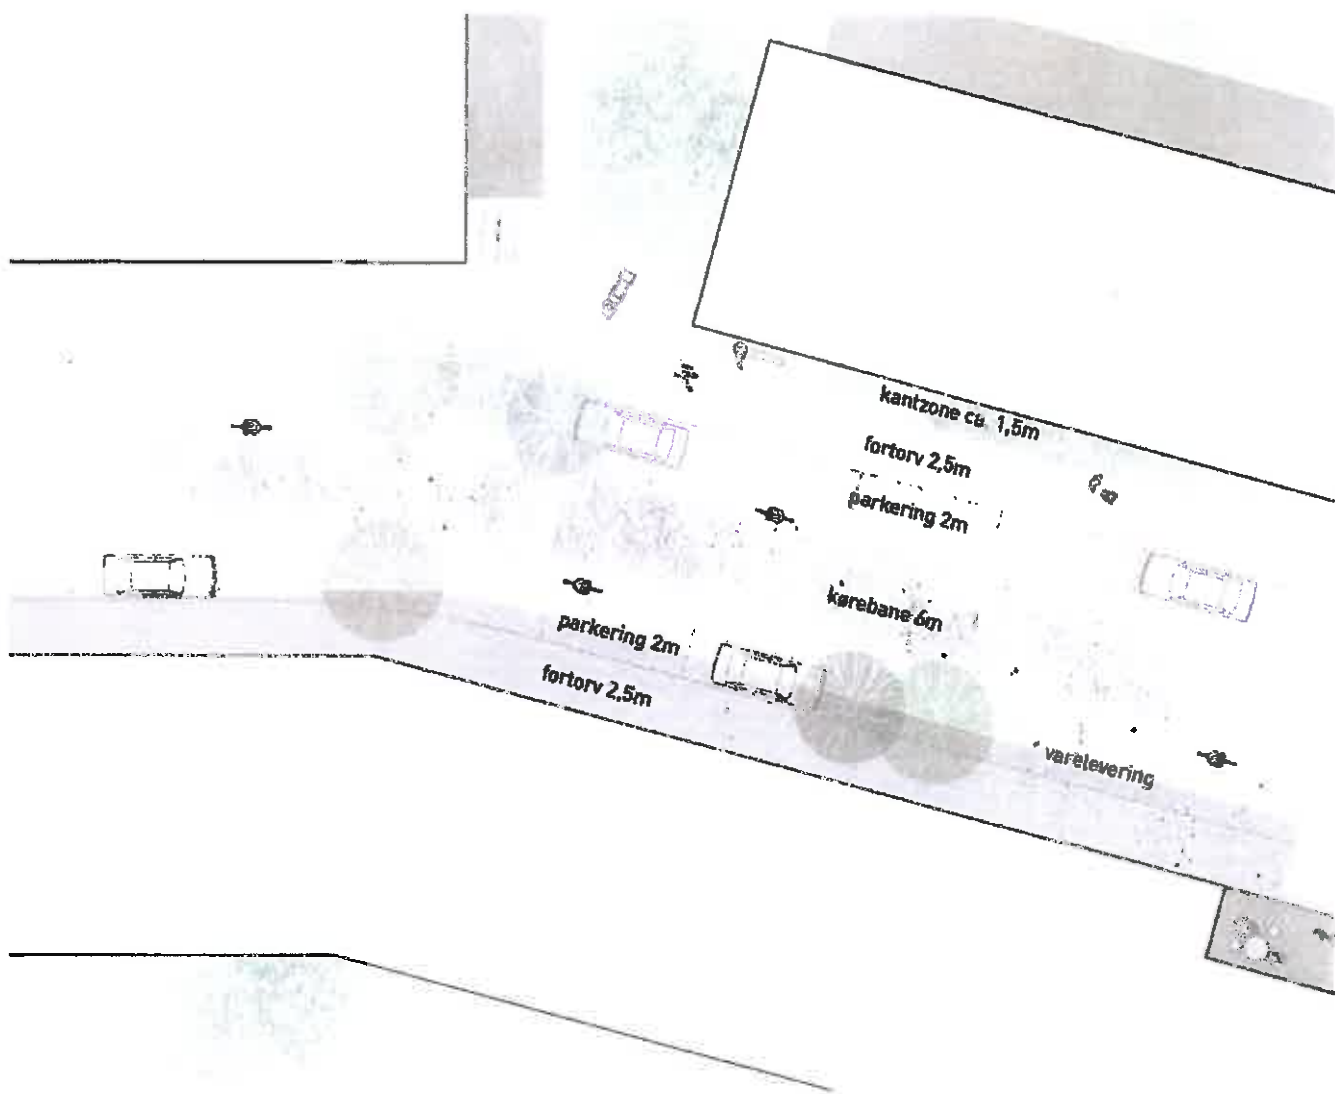 kantzone ca. 1,5m
fortorv 2,5m
parkering 2m
kørebane 6m
parkering 2m
fortorv 2,5m
varelevering